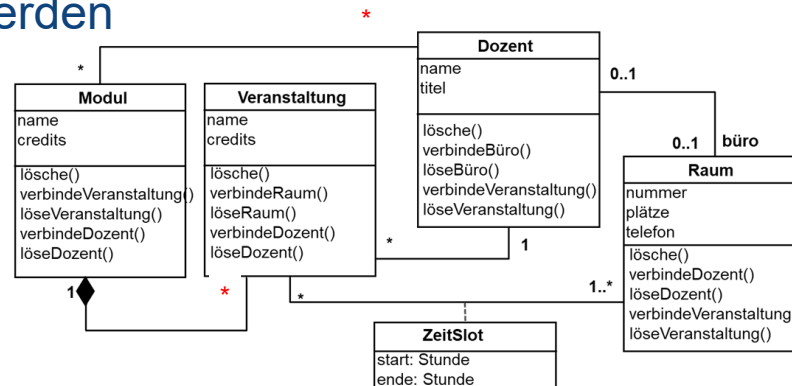 erden
*
*
Modul
name
credits
lösche()
verbindeVeranstaltung()
löseVeranstaltung()
verbindeDozent()
löseDozent()
1
Veranstaltung
name
credits
lösche()
verbindeRaum()
löseRaum()
verbindeDozent()
löseDozent()
*
*
*
Dozent
name
titel
lösche()
verbindeBüro()
löseBüro()
verbindeVeranstaltung()
löseVeranstaltung()
1
0..1
0..1 büro
1..*
Raum
nummer
plätze
telefon
lösche()
verbindeDozent()
löseDozent()
verbindeVeranstaltung
löseVeranstaltung()
ZeitSlot
start: Stunde
ende: Stunde